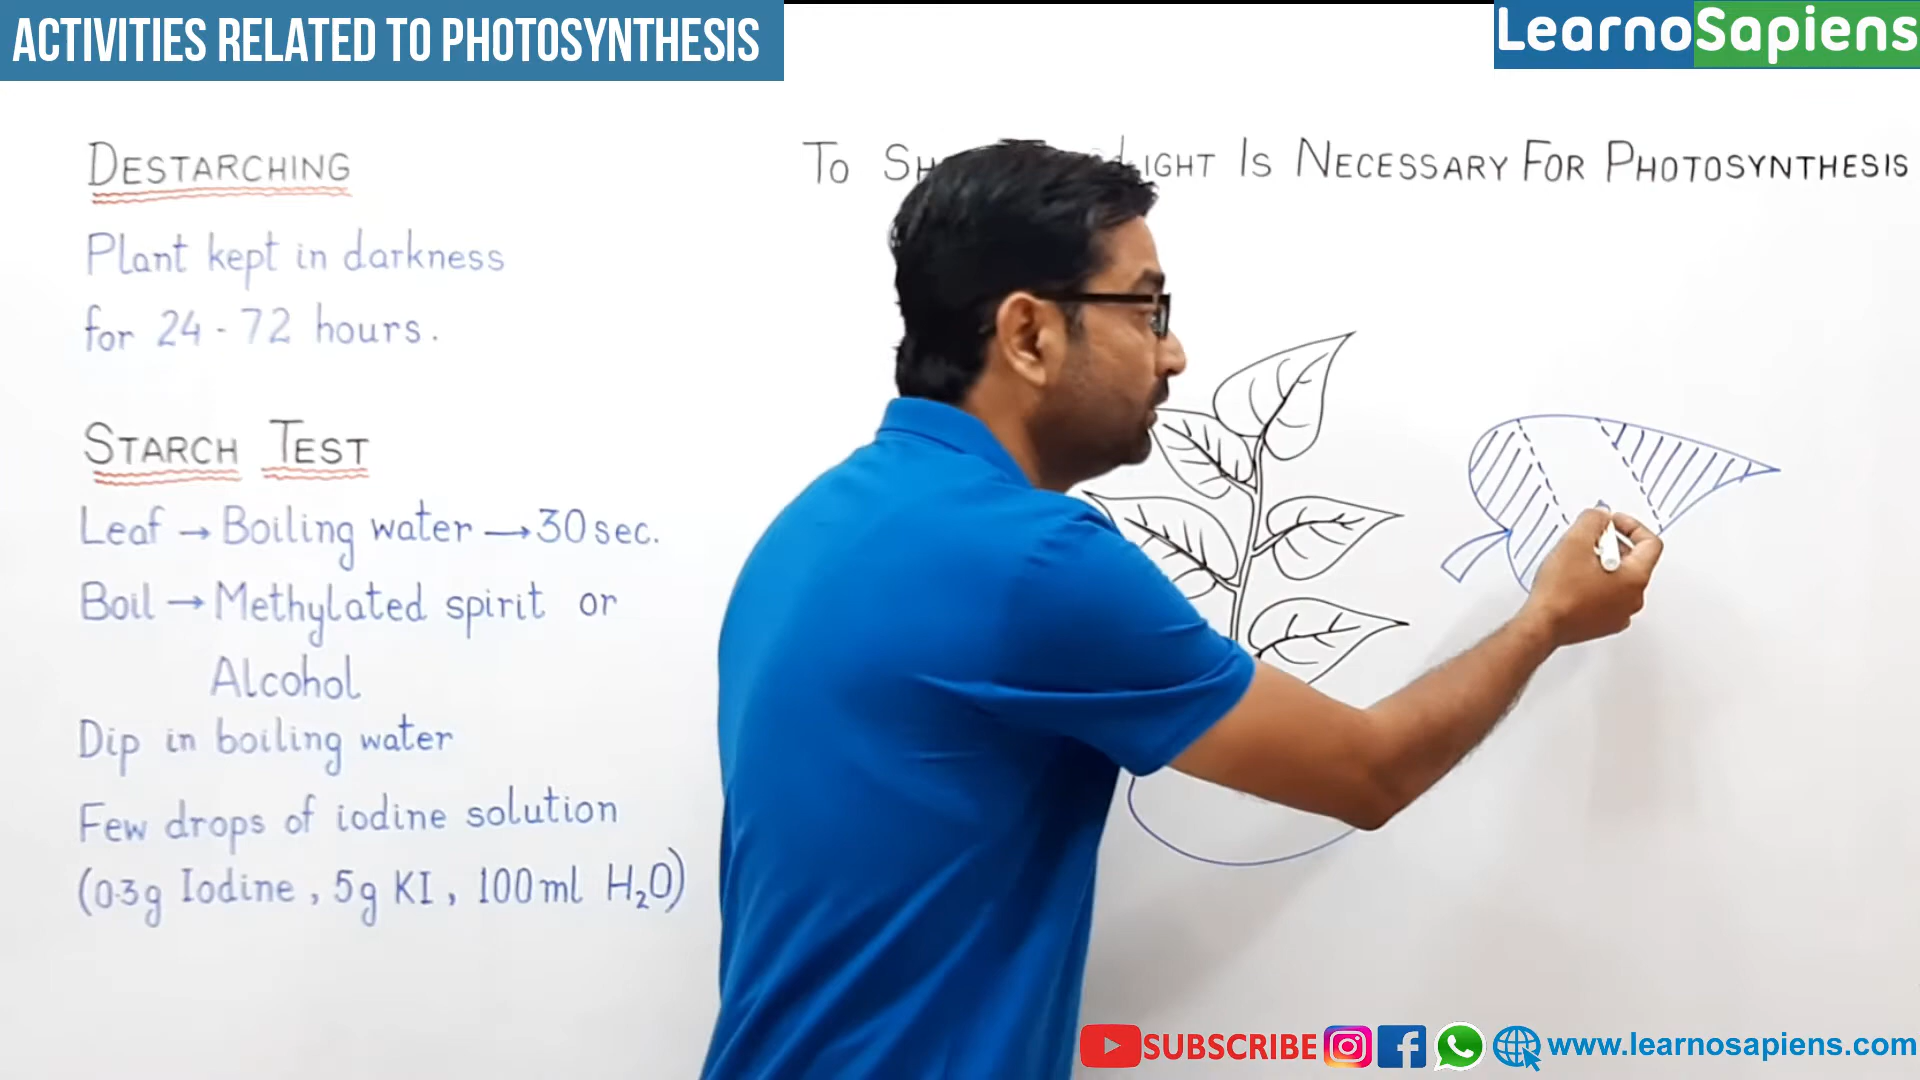 ACTIVITIES RELATED TO PHOTOSYNTHESIS
LearnoSapiens
DESTARCHING
Plant kept in darkness
for 24 - 72 hours.
STARCH TEST
Leaf → Boiling water → 30 sec.
Boil → Methylated spirit or
Alcohol
Dip in boiling water
Few drops of iodine solution
(0.3g Iodine, 5g KI, 100 ml H₂O)
TO IS NECESSARY FOR PHOTOSYNTHESIS
SUBSCRIBE
www.learnosapiens.com